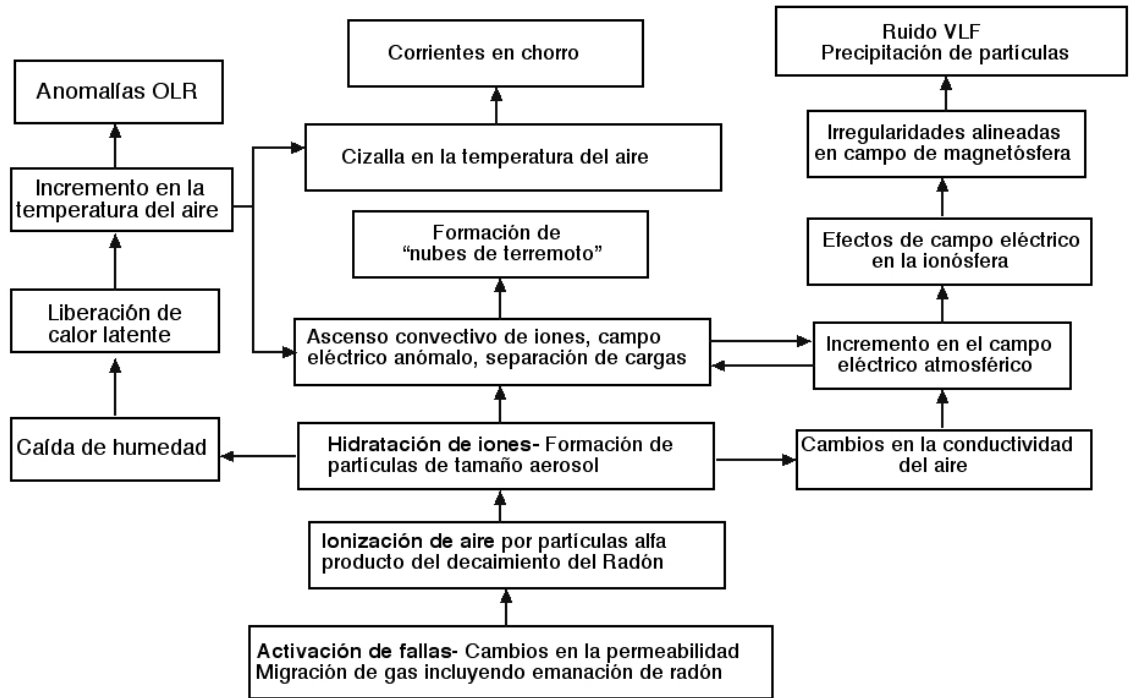 Ruido VLF
Precipitación de partículas
Corrientes en chorro
Anomalías OLR
Irregularidades alineadas
en campo de magnetósfera
Cizalla en la temperatura del aire
Incremento en la
temperatura del aire
Formación de
“nubes de terremoto”
Efectos de campo eléctrico
en la ionósfera
Liberación de
calor latente
Ascenso convectivo de iones, campo
eléctrico anómalo, separación de cargas
Incremento en el campo
eléctrico atmosférico
Caída de humedad
Hidratación de iones- Formación de
partículas de tamaño aerosol
Cambios en la conductividad
del aire
Ionización de aire por partículas alfa
producto del decaimiento del Radón
Activación de fallas- Cambios en la permeabilidad
Migración de gas incluyendo emanación de radón